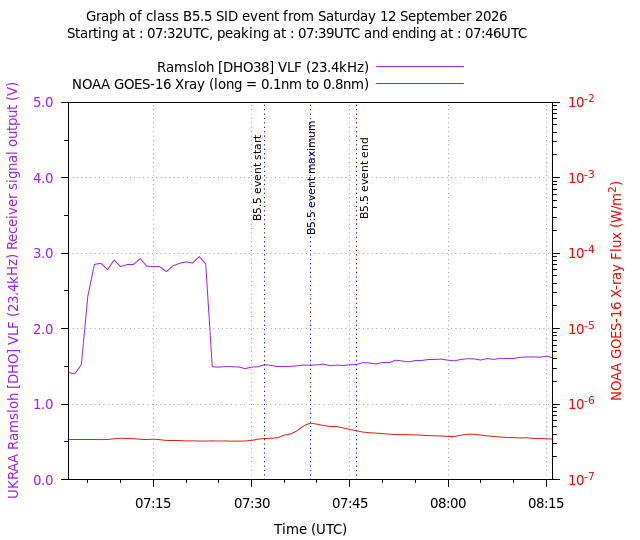 Graph of class B5.5 SID event from Saturday 12 September 2026
Starting at : 07:32UTC, peaking at : 07:39UTC and ending at : 07:46UTC
Ramsloh [DHO38] VLF (23.4kHz)
NOAA GOES-16 Xray (long = 0.1nm to 0.8nm)
UKRAA Ramsloh [DHO] VLF (23.4kHz) Receiver signal output (V)
5.0
4.0
3.0
2.0
1.0
0.0
B5.5 event start
B5.5 event maximum
B5.5 event end
10-2
10-3
10-4
10-5
10-6
10-7
NOAA GOES-16 X-ray Flux (W/m2)
07:15 07:30 07:45 08:00 08:15
Time (UTC)